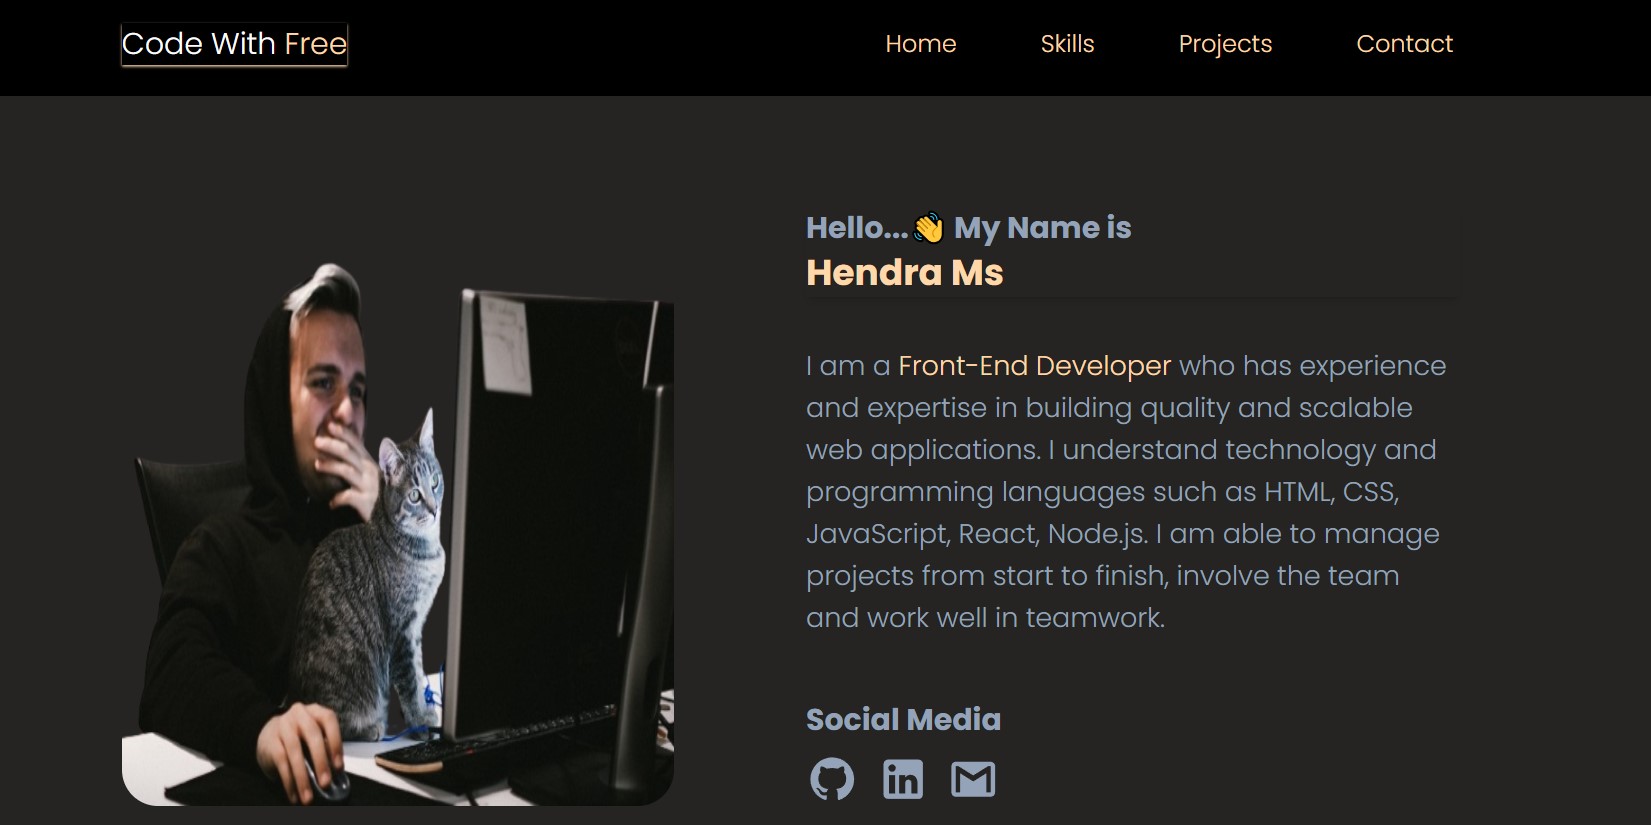 Code With Free
Home Skills Projects Contact
Hello...👋 My Name is
Hendra Ms
I am a Front-End Developer who has experience
and expertise in building quality and scalable
web applications. I understand technology and
programming languages such as HTML, CSS,
JavaScript, React, Node.js. I am able to manage
projects from start to finish, involve the team
and work well in teamwork.
Social Media